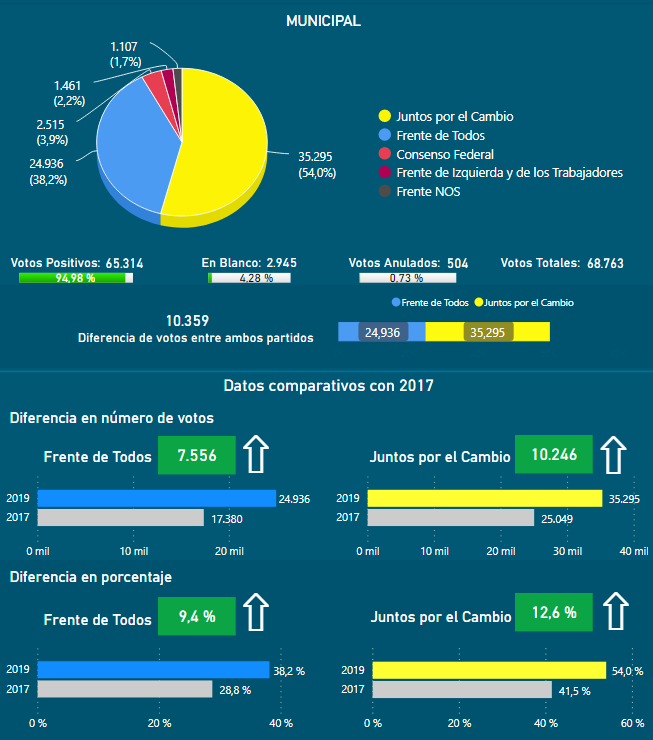 MUNICIPAL
1.107
(1,7%)
1.461
(2,2%)
2.515
(3,9%)
24.936
(38,2%)
35.295
(54,0%)
Juntos por el Cambio
Frente de Todos
Consenso Federal
Frente de Izquierda y de los Trabajadores
Frente NOS
Votos Positivos: 65.314
94,98 %
En Blanco: 2.945
4,28 %
Votos Anulados: 504
0,73 %
Votos Totales: 68.763
10.359
Diferencia de votos entre ambos partidos
Frente de Todos Juntos por el Cambio
24,936 35,295
Datos comparativos con 2017
Diferencia en número de votos
Frente de Todos 7.556
2019 24.936
2017 17.380
0 mil 10 mil 20 mil
Juntos por el Cambio 10.246
2019 35.295
2017 25.049
0 mil 10 mil 20 mil 30 mil 40 mil
Diferencia en porcentaje
Frente de Todos 9,4 %
2019 38,2 %
2017 28,8 %
0 % 20 % 40 %
Juntos por el Cambio 12,6 %
2019 54,0 %
2017 41,5 %
0 % 20 % 40 % 60 %